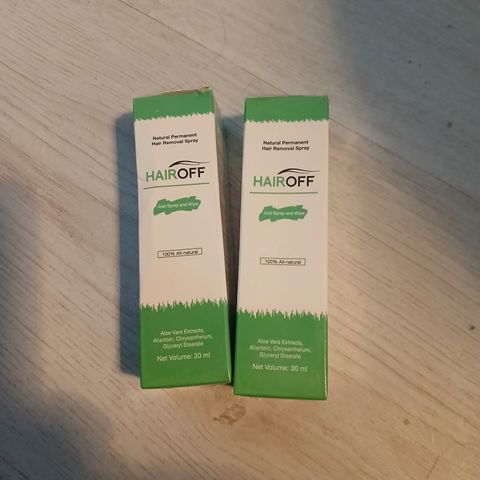 Natural Permanent
Hair Removal Spray
HAIROFF
Just Spray and Wipe
100% All-natural
Aloe Vera Extracts,
Allantoin, Chrysanthelum,
Glyceryl Stearate
Net Volume: 30 ml
Natural Permanent
Hair Removal Spray
HAIROFF
Just Spray and Wipe
100% All-natural
Aloe Vera Extracts,
Allantoin, Chrysanthelum,
Glyceryl Stearate
Net Volume: 30 ml